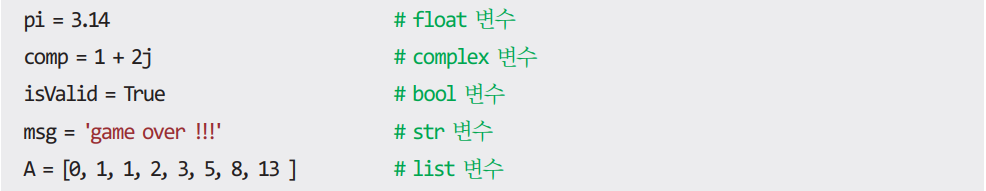 pi = 3.14 # float 변수
comp = 1 + 2j # complex 변수
isValid = True # bool 변수
msg = 'game over !!!' # str 변수
A = [0, 1, 1, 2, 3, 5, 8, 13 ] # list 변수